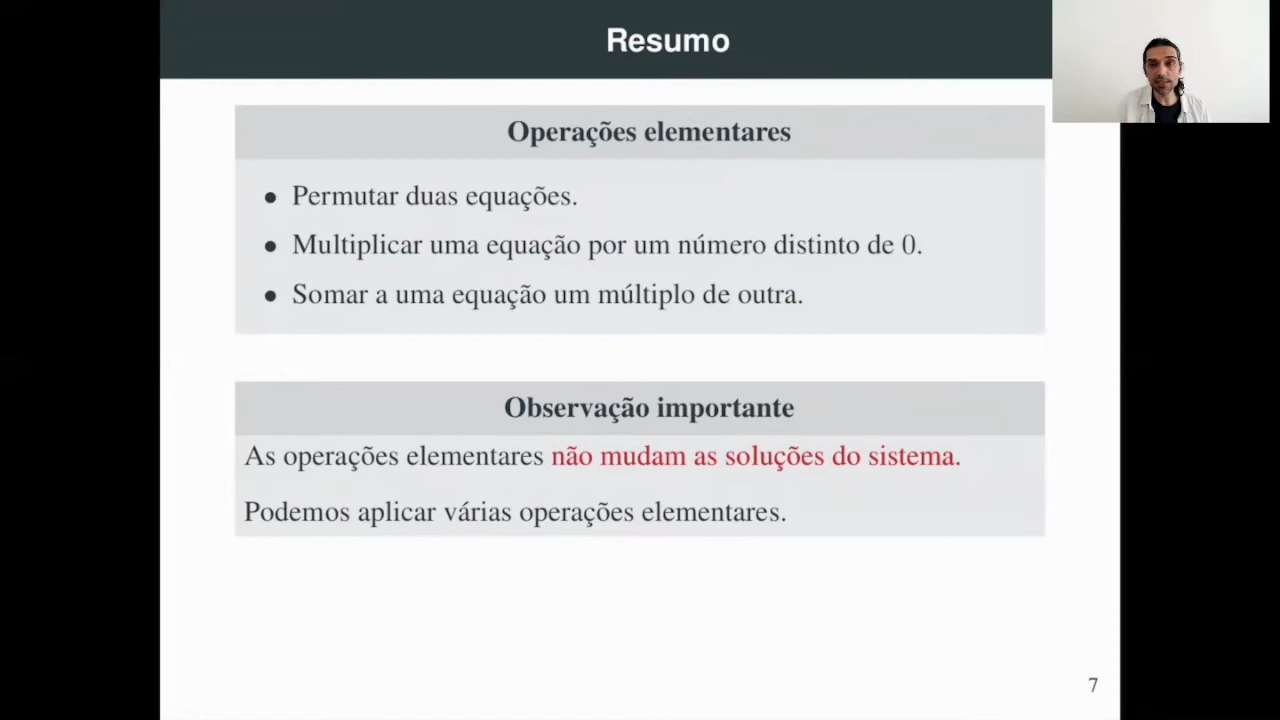 Resumo
Operações elementares
• Permutar duas equações.
• Multiplicar uma equação por um número distinto de 0.
• Somar a uma equação um múltiplo de outra.
Observação importante
As operações elementares não mudam as soluções do sistema.
Podemos aplicar várias operações elementares.
7